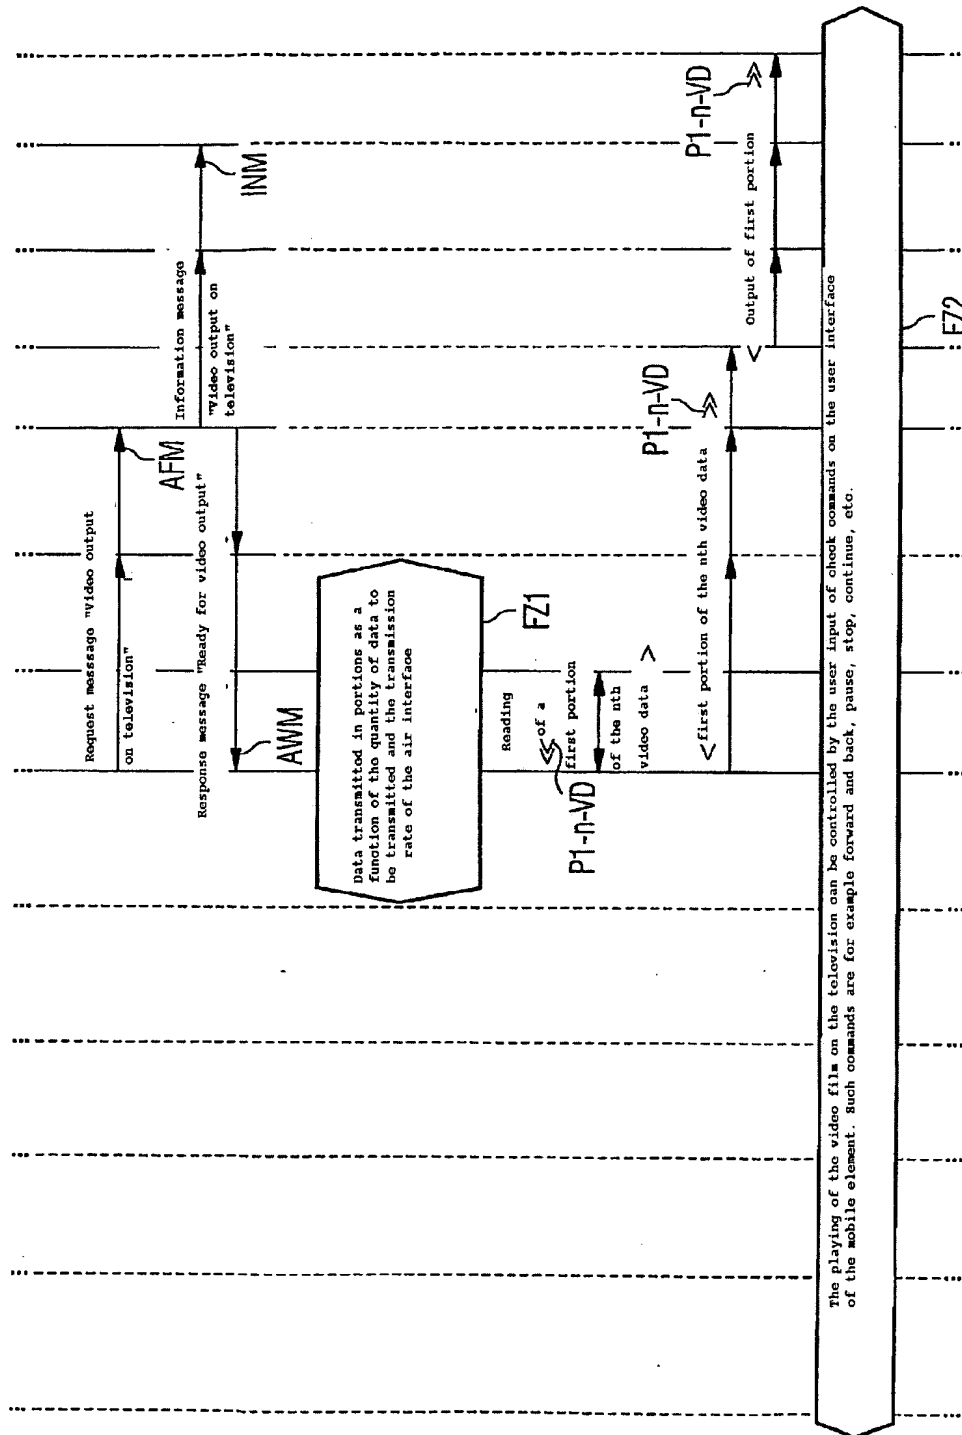 Request messsage "Video output
on television"
AFM
Response message "Ready for video output"
AWM
Information message
"Video output on
television"
INM
Data transmitted in portions as a
function of the quantity of data to
be transmitted and the transmission
rate of the air interface
FZ1
Reading
<< of a
first portion
of the nth
video data >
P1-n-VD
< first portion of the nth video data
>>
P1-n-VD
< Output of first portion
>>
P1-n-VD
The playing of the video film on the television can be controlled by the user input of check commands on the user interface
of the mobile element. Such commands are for example forward and back, pause, stop, continue, etc.
FZ2